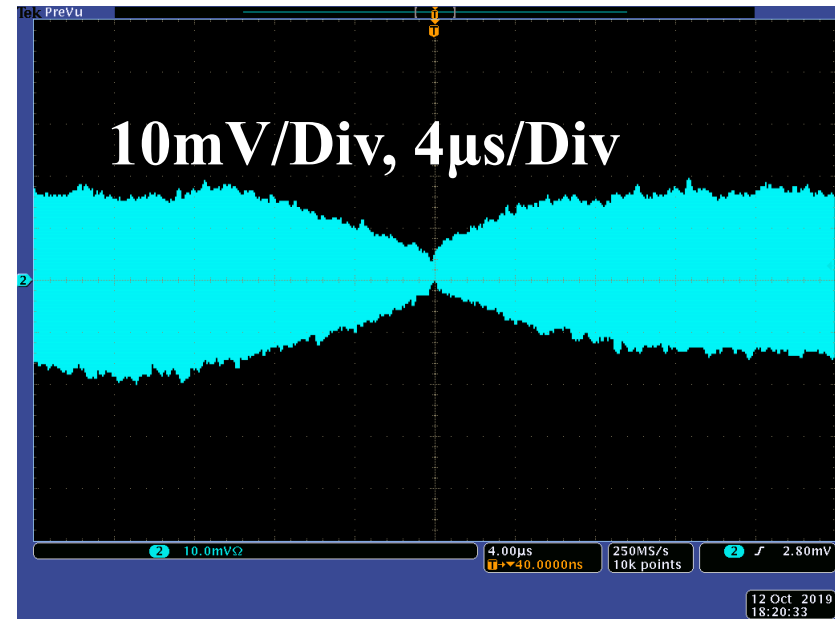 Tek PreVu
T
T
10mV/Div, 4μs/Div
2
2 10.0mVΩ
4.00μs
T→▼40.0000ns
250MS/s
10k points
2 ʃ 2.80mV
12 Oct 2019
18:20:33